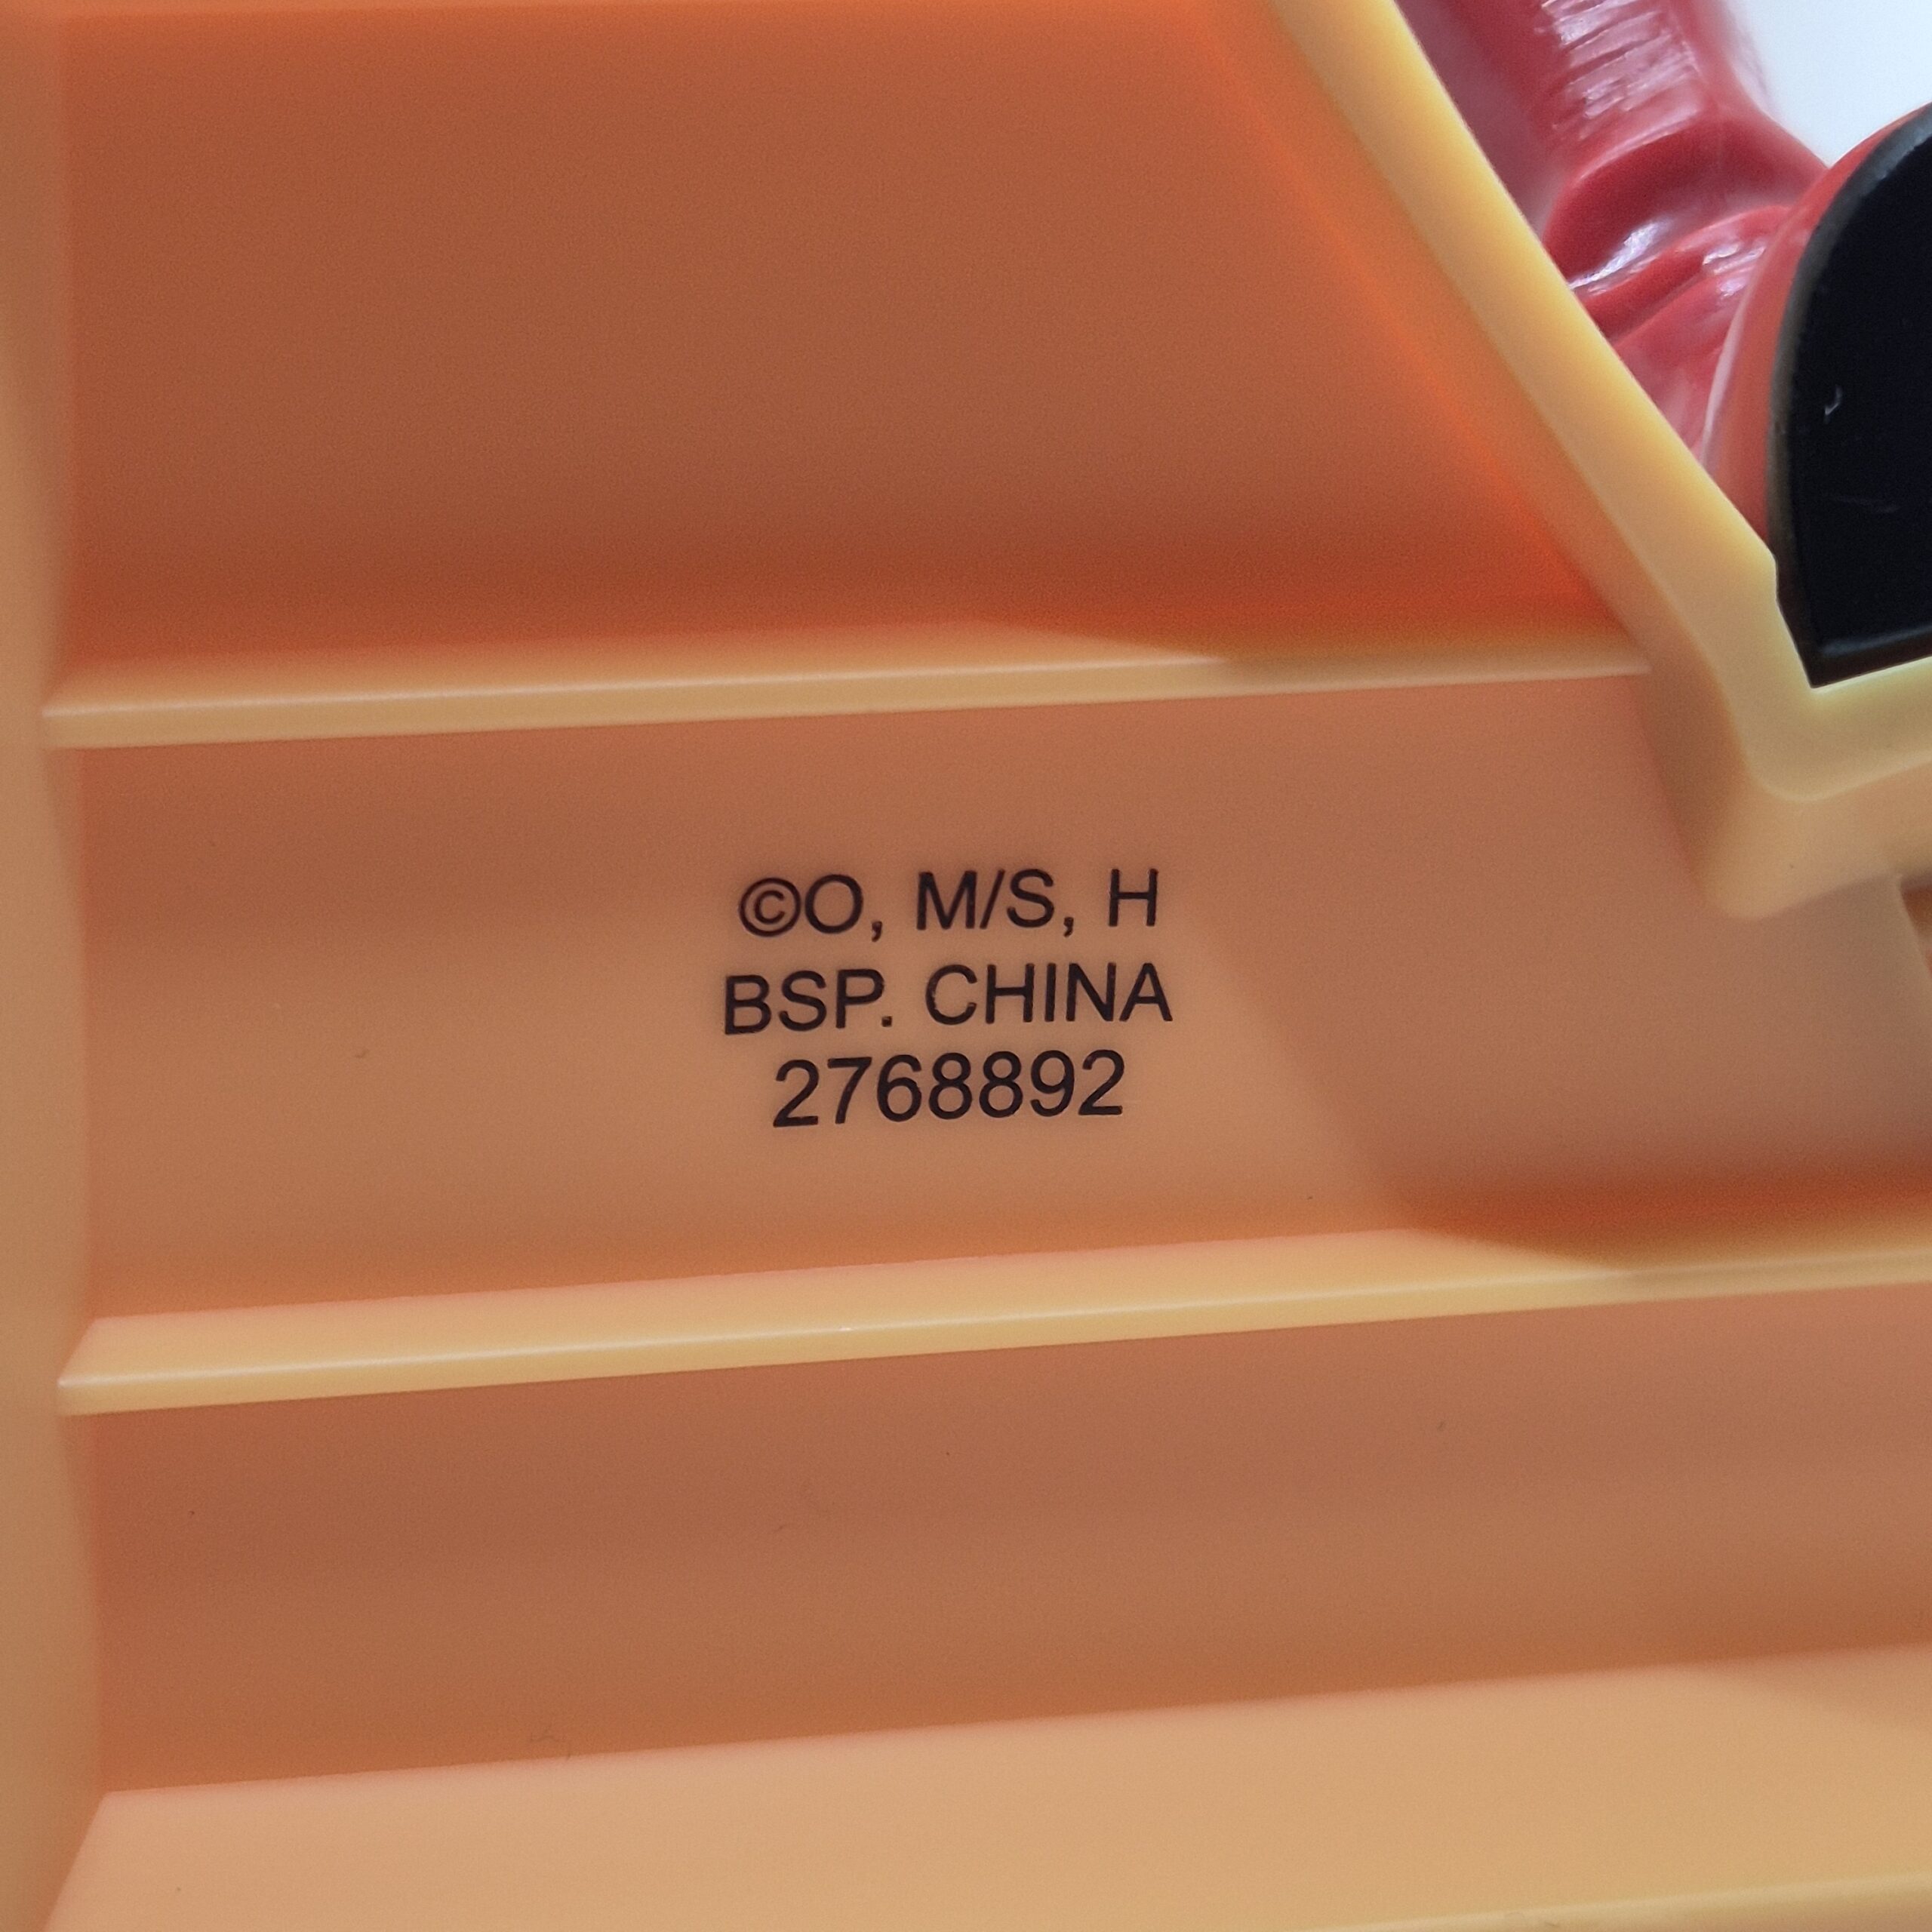 ©O, M/S, H
BSP. CHINA
2768892